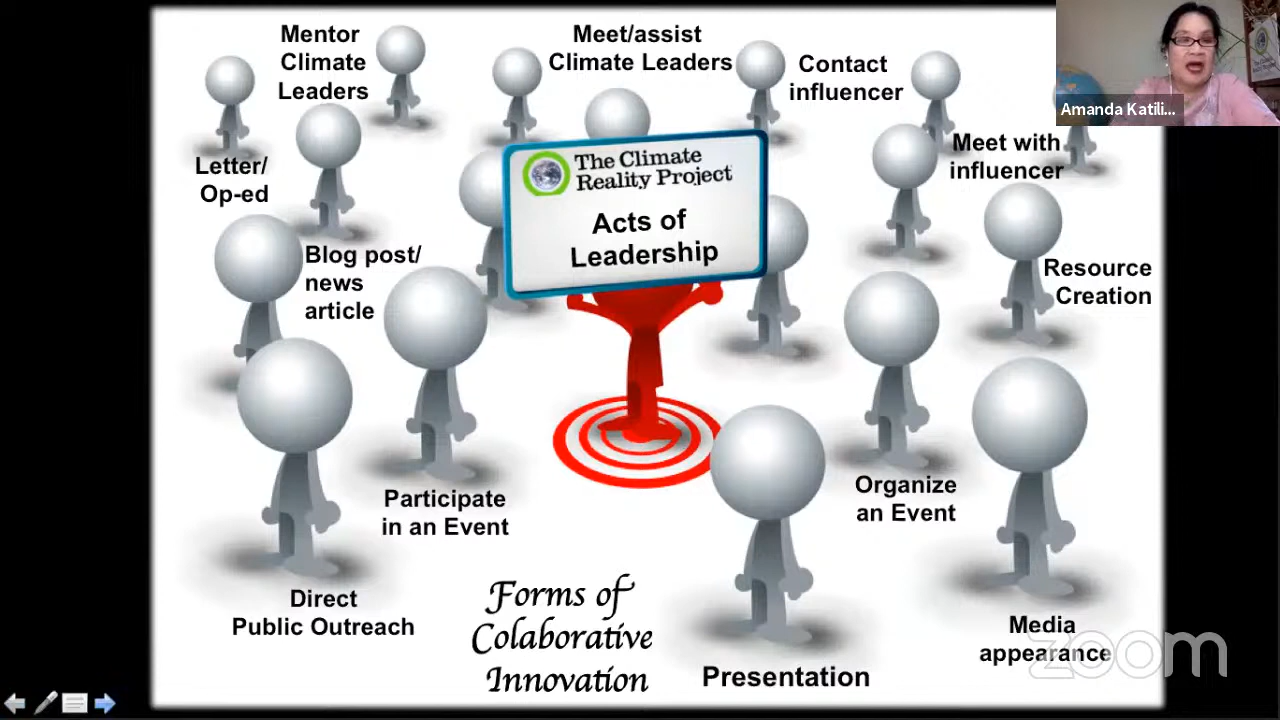 Mentor
Climate
Leaders
Meet/assist
Climate Leaders
Contact
influencer
Amanda Katili...
Letter/
Op-ed
The Climate
Reality Project
Acts of
Leadership
Meet with
influencer
Blog post/
news
article
Resource
Creation
Participate
in an Event
Organize
an Event
Direct
Public Outreach
Forms of
Colaborative
Innovation
Presentation
Media
appearance
zoom